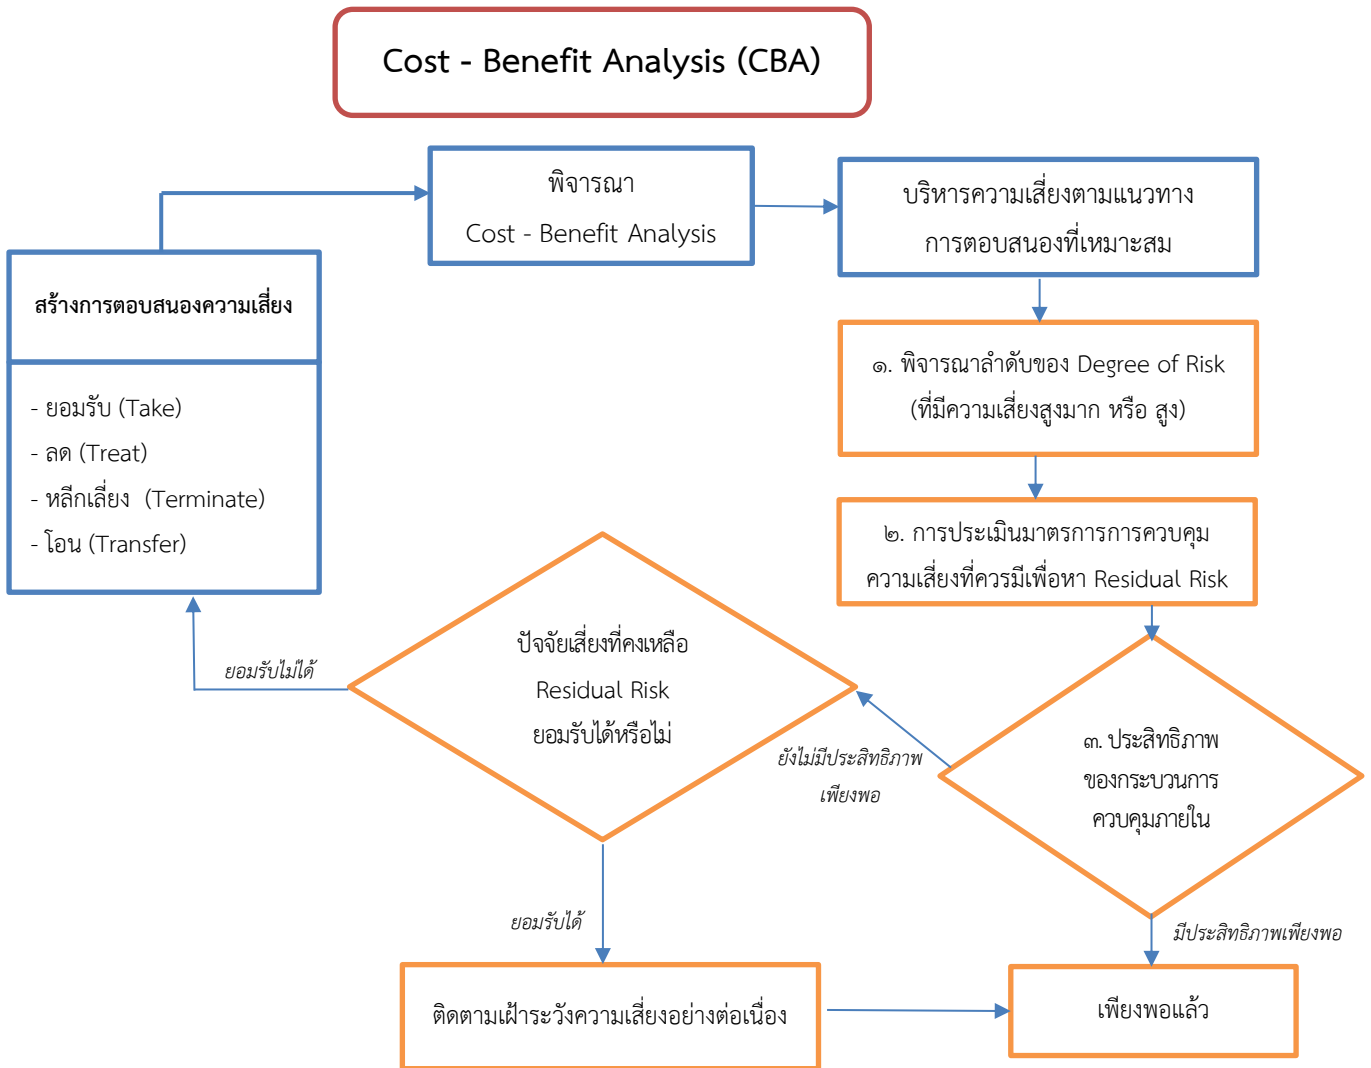 Cost - Benefit Analysis (CBA)
พิจารณา
Cost - Benefit Analysis
บริหารความเสี่ยงตามแนวทาง
การตอบสนองที่เหมาะสม
สร้างการตอบสนองความเสี่ยง
- ยอมรับ (Take)
- ลด (Treat)
- หลีกเลี่ยง (Terminate)
- โอน (Transfer)
๑. พิจารณาลำดับของ Degree of Risk
(ที่มีความเสี่ยงสูงมาก หรือ สูง)
๒. การประเมินมาตรการการควบคุม
ความเสี่ยงที่ควรมีเพื่อหา Residual Risk
ปัจจัยเสี่ยงที่คงเหลือ
Residual Risk
ยอมรับได้หรือไม่
ยอมรับไม่ได้
ยังไม่มีประสิทธิภาพ
เพียงพอ
๓. ประสิทธิภาพ
ของกระบวนการ
ควบคุมภายใน
ยอมรับได้
มีประสิทธิภาพเพียงพอ
ติดตามเฝ้าระวังความเสี่ยงอย่างต่อเนื่อง
เพียงพอแล้ว